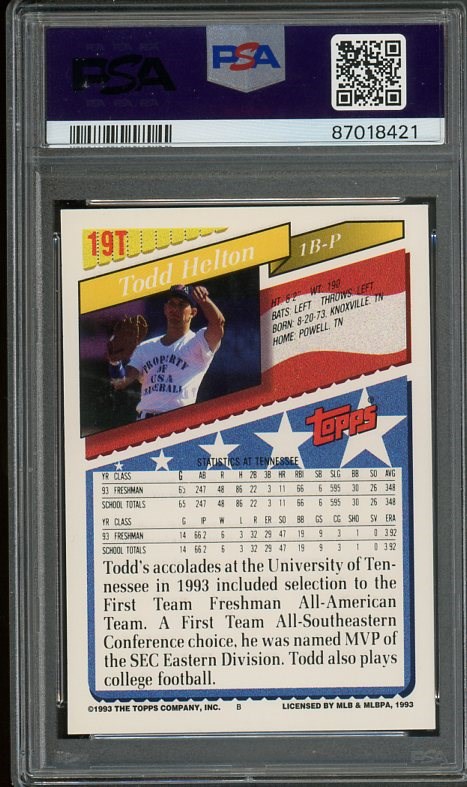 PSA
PSA
87018421
19T
Todd Helton
1B-P
HT: 6'2" WT: 190
BATS: LEFT THROWS: LEFT
BORN: 8-20-73, KNOXVILLE, TN
HOME: POWELL, TN
PROPERTY
OF
USA
BASEBALL
topps®
STATISTICS AT TENNESSEE
YR CLASS G AB R H 2B 3B HR RBI SB SLG BB SO AVG
93 FRESHMAN 65 247 48 86 22 3 11 66 6 595 30 26 348
SCHOOL TOTALS 65 247 48 86 22 3 11 66 6 595 30 26 348
YR CLASS G IP W L R ER SO BB GS CG SHO SV ERA
93 FRESHMAN 14 66 2 6 3 32 29 47 19 9 3 1 0 3 92
SCHOOL TOTALS 14 66 2 6 3 32 29 47 19 9 3 1 0 3 92
Todd's accolades at the University of Ten-
nessee in 1993 included selection to the
First Team Freshman All-American
Team. A First Team All-Southeastern
Conference choice, he was named MVP of
the SEC Eastern Division. Todd also plays
college football.
©1993 THE TOPPS COMPANY, INC. B LICENSED BY MLB & MLBPA, 1993
PSA